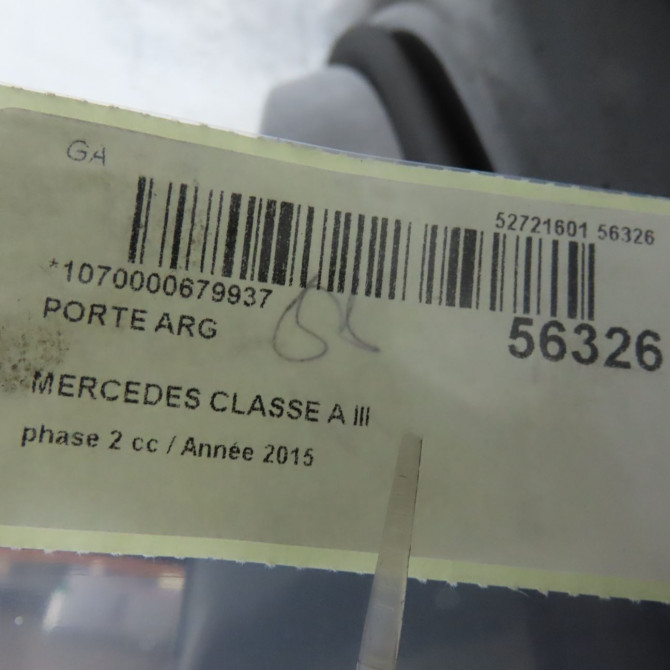 GA
52721601 56326
*1070000679937
56326
PORTE ARG
MERCEDES CLASSE A III
phase 2 cc / Année 2015